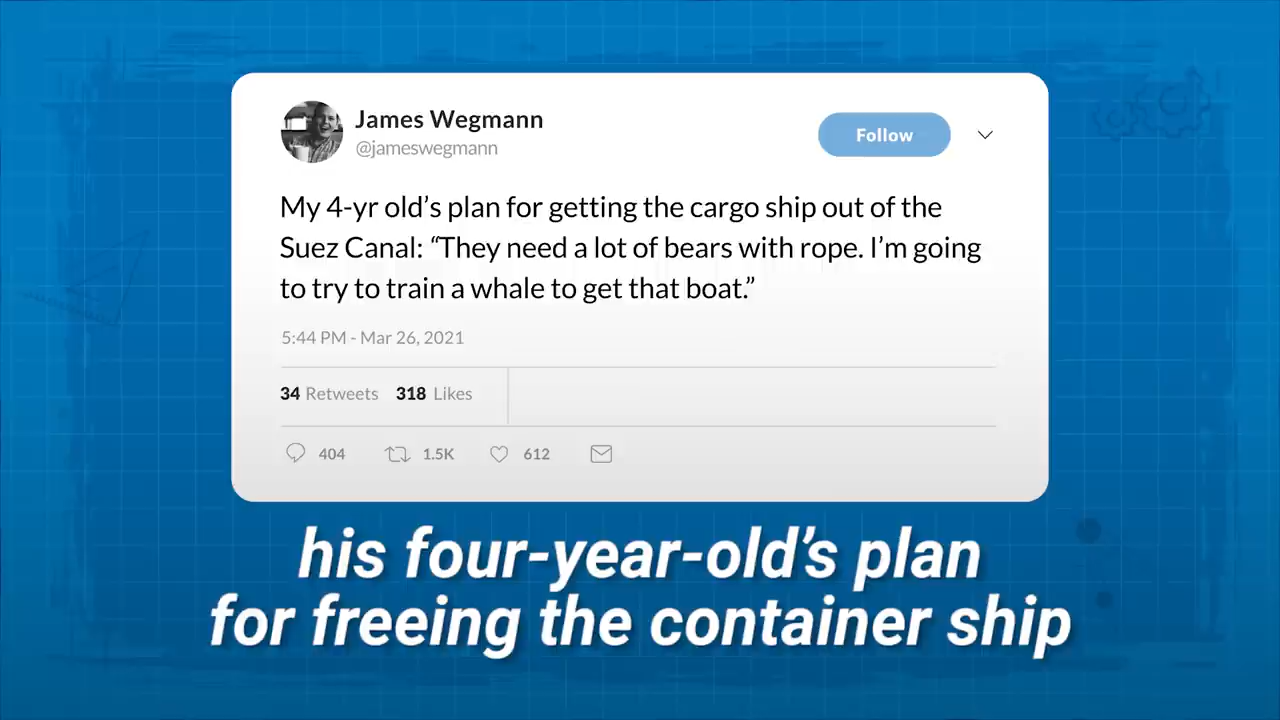 James Wegmann
@jameswegmann
Follow
My 4-yr old’s plan for getting the cargo ship out of the
Suez Canal: “They need a lot of bears with rope. I’m going
to try to train a whale to get that boat.”
5:44 PM - Mar 26, 2021
34 Retweets 318 Likes
404 1.5K 612
his four-year-old’s plan
for freeing the container ship